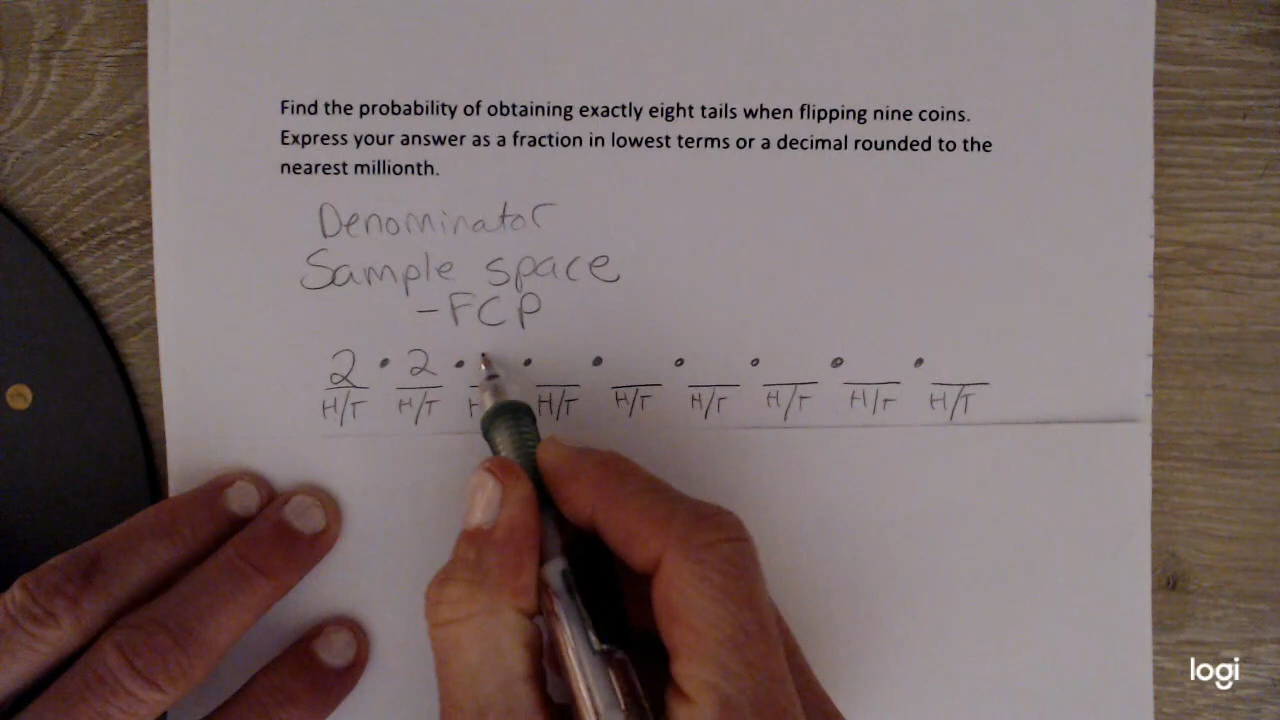 Find the probability of obtaining exactly eight tails when flipping nine coins.
Express your answer as a fraction in lowest terms or a decimal rounded to the
nearest millionth.
Denominator
Sample space
- FCP
2 · 2 · · · · · · ·
H/T H/T H H/T H/T H/T H/T H/T H/T
logi